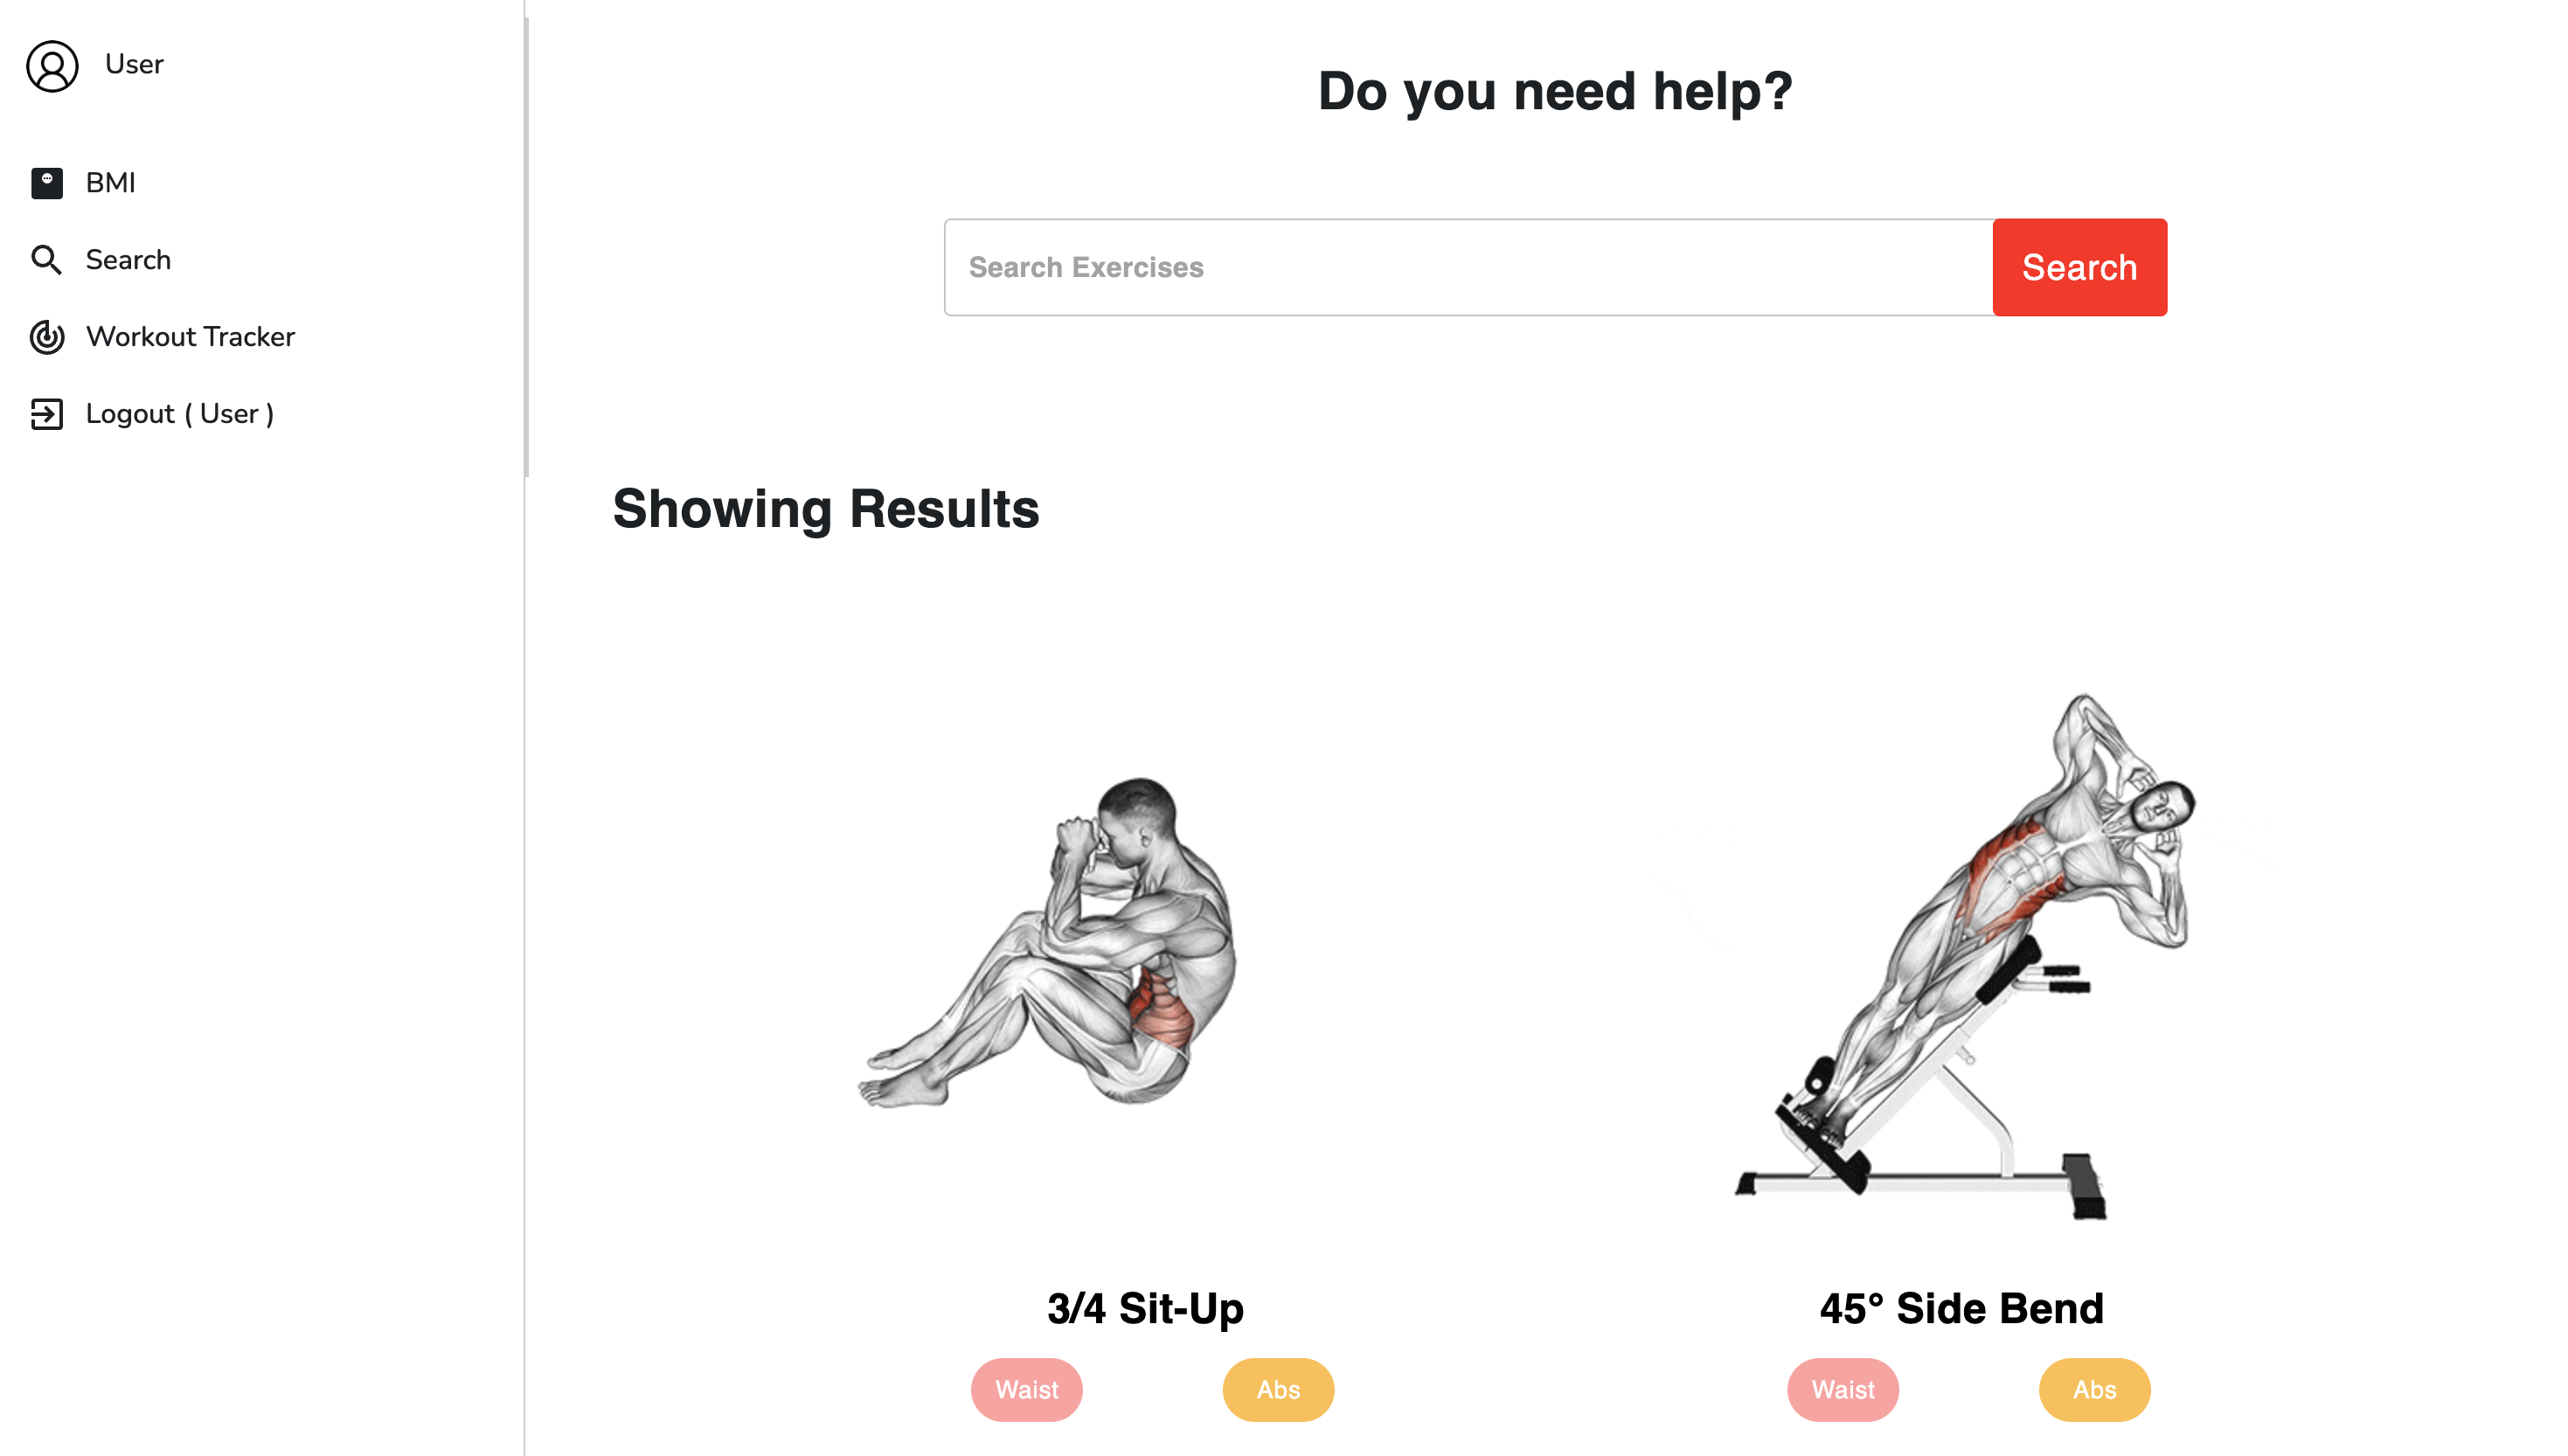 User
BMI
Search
Workout Tracker
Logout ( User )
Do you need help?
Search Exercises
Search
Showing Results
3/4 Sit-Up
Waist
Abs
45° Side Bend
Waist
Abs